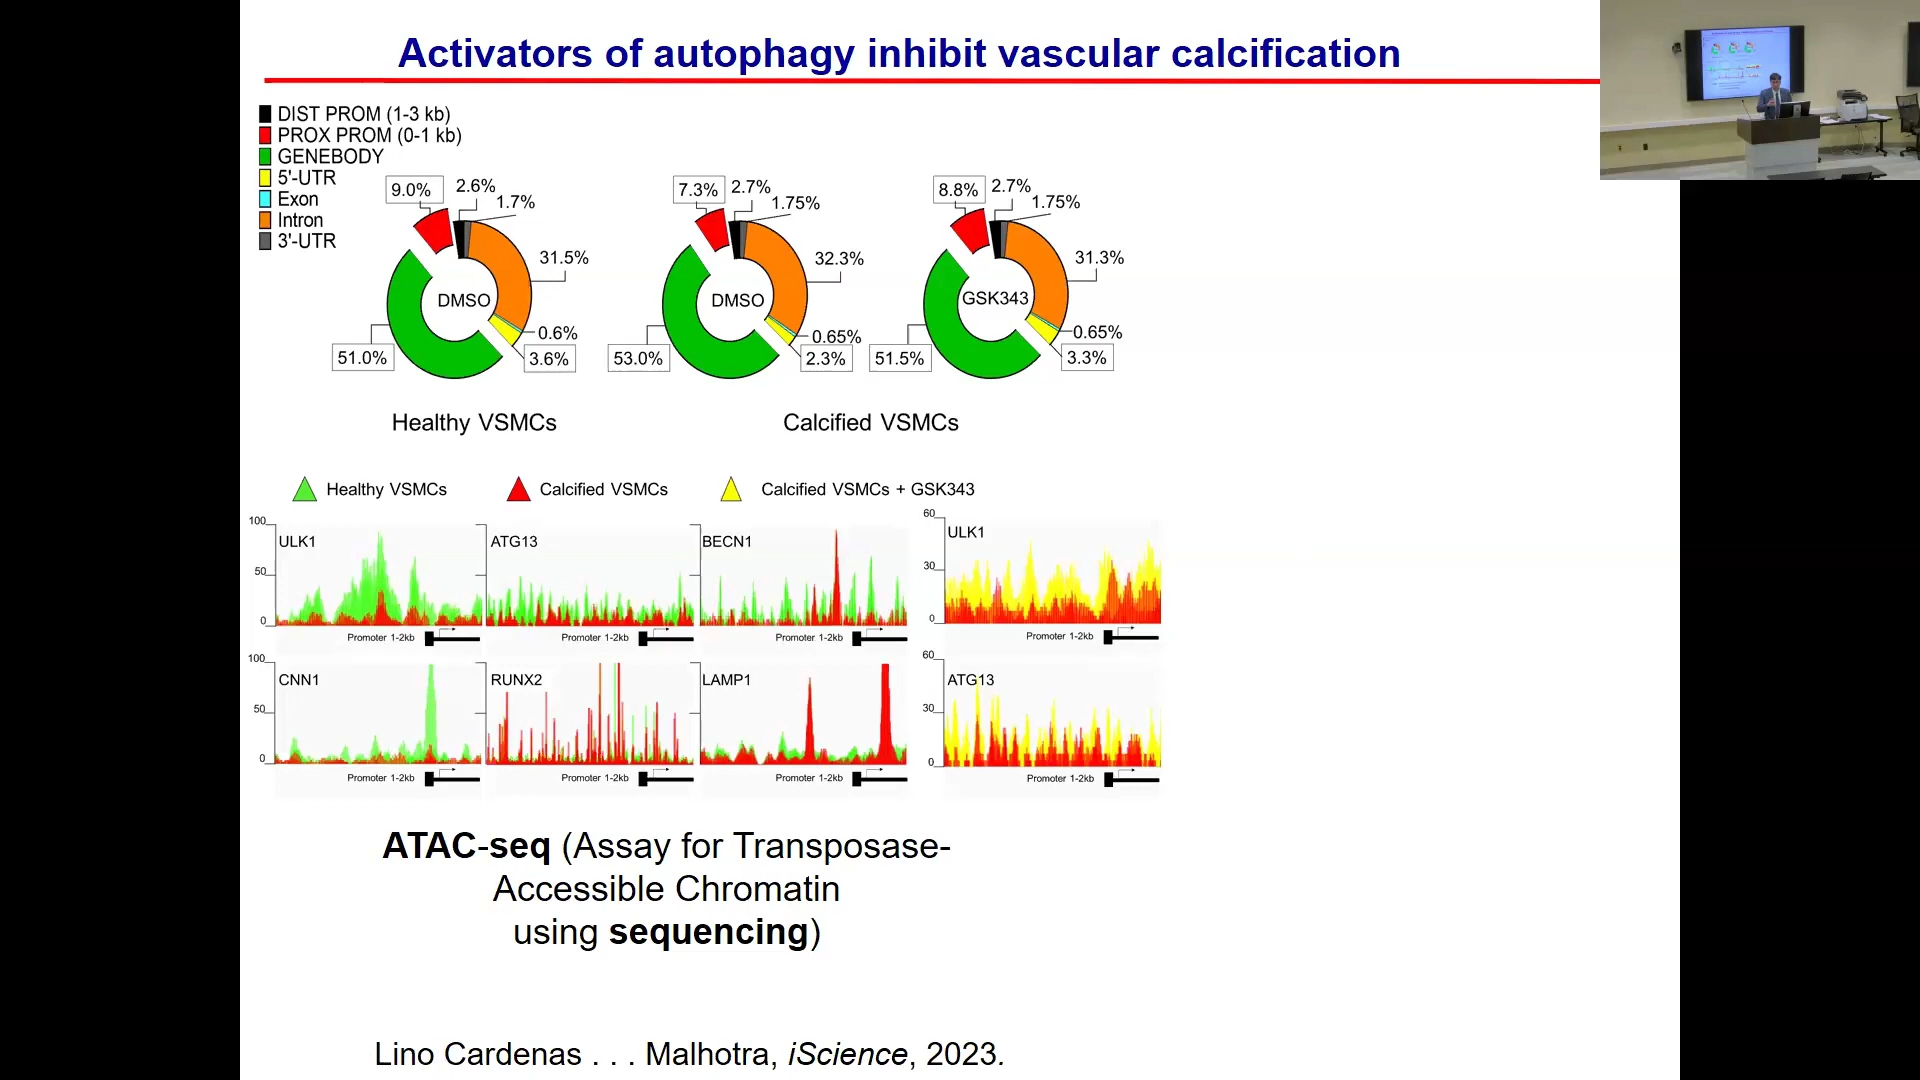 Activators of autophagy inhibit vascular calcification
DIST PROM (1-3 kb)
PROX PROM (0-1 kb)
GENEBODY
5'-UTR
Exon
Intron
3'-UTR
9.0%
2.6%
1.7%
31.5%
DMSO
0.6%
3.6%
51.0%
7.3%
2.7%
1.75%
32.3%
DMSO
0.65%
2.3%
53.0%
8.8%
2.7%
1.75%
31.3%
GSK343
0.65%
3.3%
51.5%
Healthy VSMCs
Calcified VSMCs
Healthy VSMCs
Calcified VSMCs
Calcified VSMCs + GSK343
100
50
0
ULK1
Promoter 1-2kb
ATG13
Promoter 1-2kb
BECN1
Promoter 1-2kb
60
30
0
ULK1
Promoter 1-2kb
100
50
0
CNN1
Promoter 1-2kb
RUNX2
Promoter 1-2kb
LAMP1
Promoter 1-2kb
60
30
0
ATG13
Promoter 1-2kb
ATAC-seq (Assay for Transposase-
Accessible Chromatin
using sequencing)
Lino Cardenas . . . Malhotra, iScience, 2023.